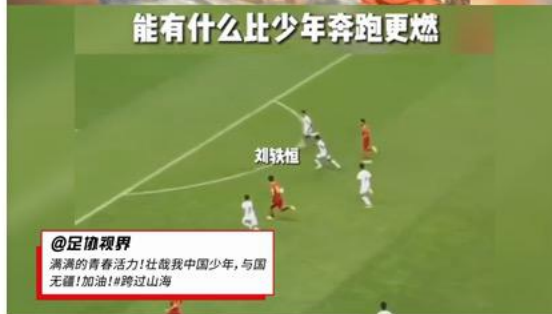 能有什么比少年奔跑更燃
刘轶恒
@足协视界
满满的青春活力!壮哉我中国少年,与国
无疆!加油!#跨过山海